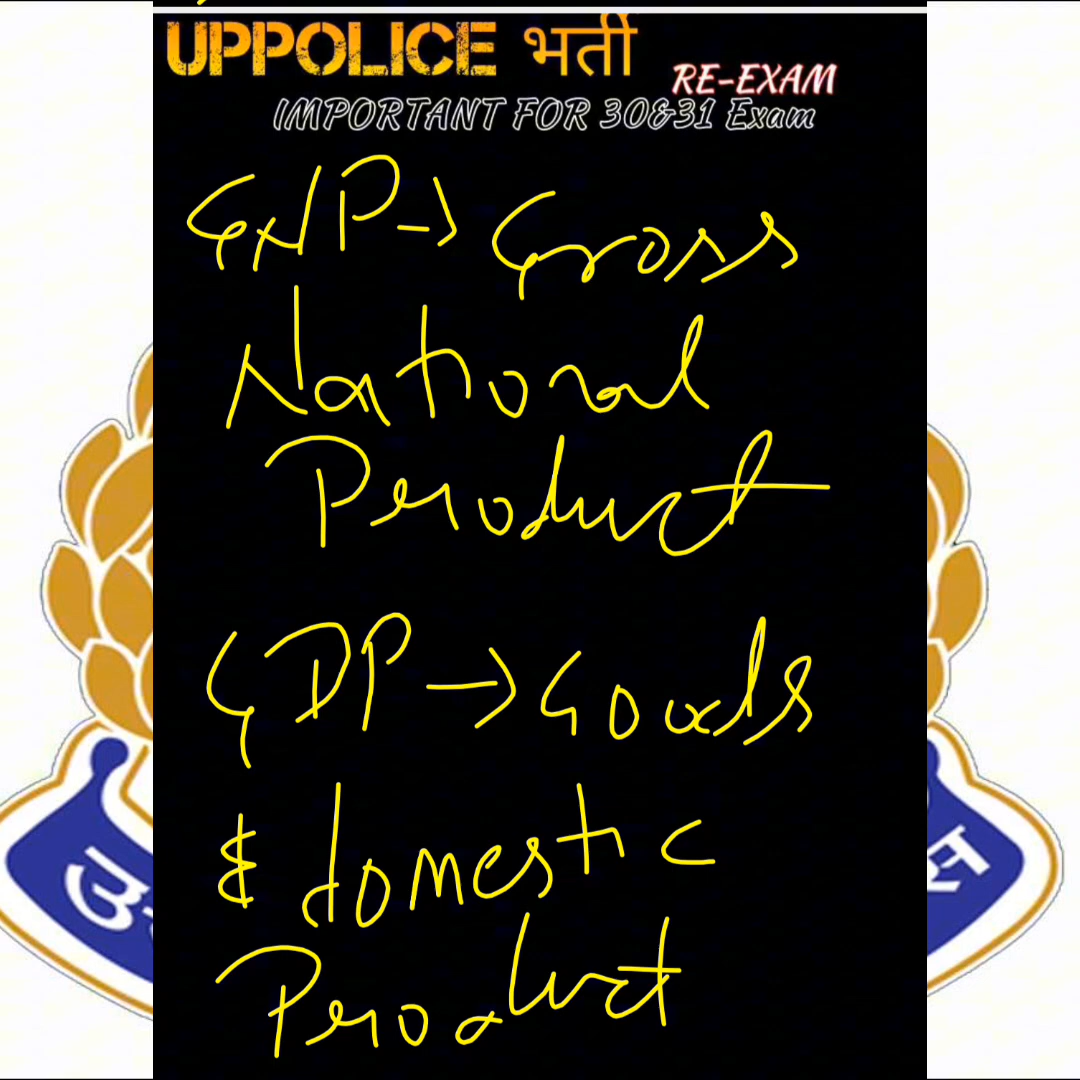 UPPOLICE भर्ती
RE-EXAM
IMPORTANT FOR 30&31 Exam
GNP→ Gross
National
Product
GDP→Goods
& domestic
Product